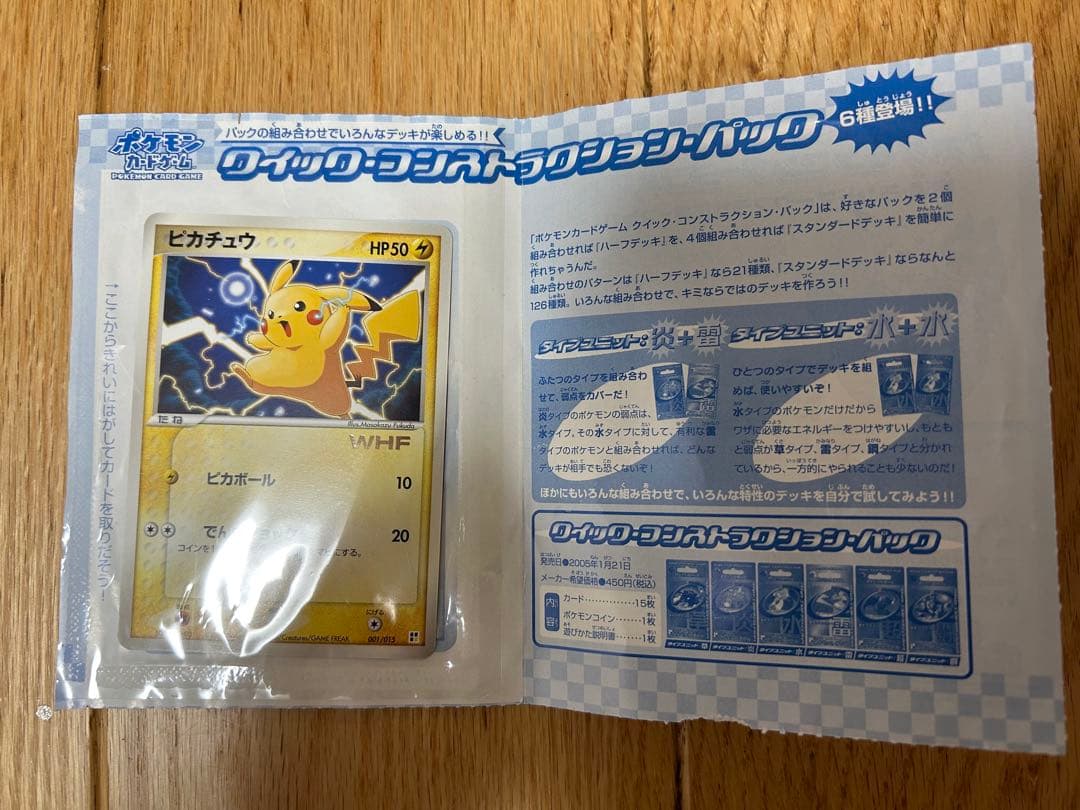 ポケモン
カードゲーム
POKEMON CARD GAME
パックの組み合わせでいろんなデッキが楽しめる!!
クイック・コンストラクション・パック
6種登場!!
→ここからきれいにはがしてカードを取りだそう!
ピカチュウ
HP50
たね
Illus.Masakazu Fukuda
WHF
ピカボール
10
20
コインを1
にげる
Creatures/GAME FREAK
001/015
「ポケモンカードゲーム クイック・コンストラクション・パック」は、好きなパックを2個
組み合わせれば『ハーフデッキ』を、4個組み合わせれば『スタンダードデッキ』を簡単に
作れちゃうんだ。
組み合わせのパターンは『ハーフデッキ』なら21種類、『スタンダードデッキ』ならなんと
126種類。いろんな組み合わせで、キミならではのデッキを作ろう!!
タイプユニット:炎+雷
ふたつのタイプを組み合わ
せて、弱点をカバーだ!
炎タイプのポケモンの弱点は、
水タイプ。その水タイプに対して、有利な雷
タイプのポケモンと組み合わせれば、どんな
デッキが相手でも恐くないぞ!
タイプユニット:水+水
ひとつのタイプでデッキを組
めば、使いやすいぞ!
水タイプのポケモンだけだから
ワザに必要なエネルギーをつけやすいし、もとも
と弱点が草タイプ、雷タイプ、鋼タイプと分かれ
ているから、一方的にやられることも少ないのだ!
ほかにもいろんな組み合わせで、いろんな特性のデッキを自分で試してみよう!!
クイック・コンストラクション・パック
発売日●2005年1月21日
メーカー希望価格●450円(税込)
内容
カード 15枚
ポケモンコイン 1枚
遊びかた説明書 1枚